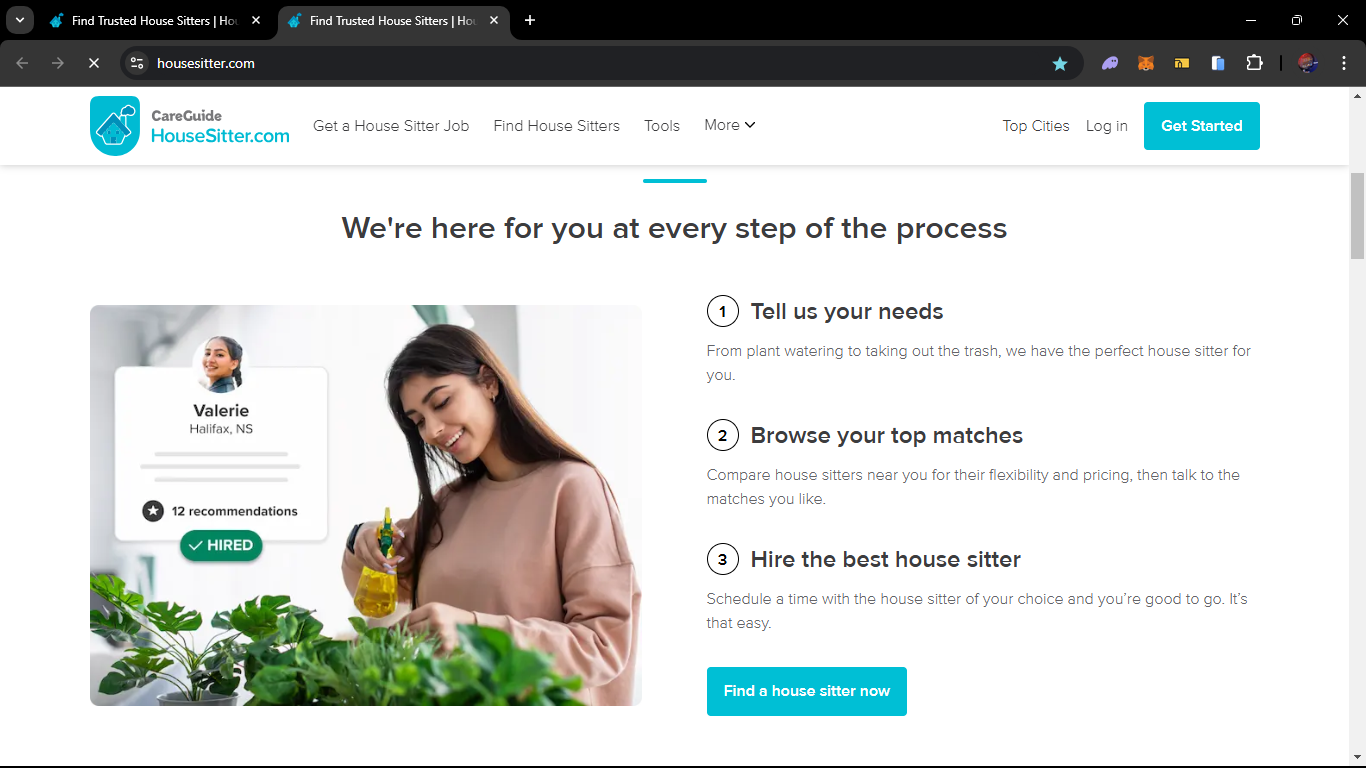 Find Trusted House Sitters | Ho
Find Trusted House Sitters | Ho
housesitter.com
CareGuide
HouseSitter.com
Get a House Sitter Job
Find House Sitters
Tools
More
Top Cities
Log in
Get Started
We're here for you at every step of the process
Valerie
Halifax, NS
12 recommendations
HIRED
1 Tell us your needs
From plant watering to taking out the trash, we have the perfect house sitter for
you.
2 Browse your top matches
Compare house sitters near you for their flexibility and pricing, then talk to the
matches you like.
3 Hire the best house sitter
Schedule a time with the house sitter of your choice and you’re good to go. It’s
that easy.
Find a house sitter now